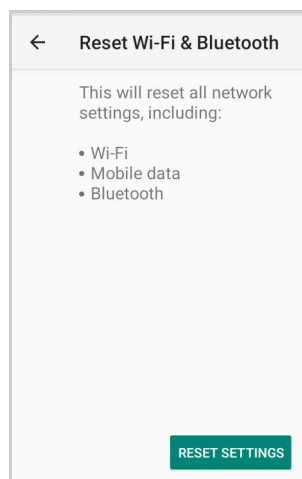 Reset Wi-Fi & Bluetooth
This will reset all network
settings, including:
• Wi-Fi
• Mobile data
• Bluetooth
RESET SETTINGS